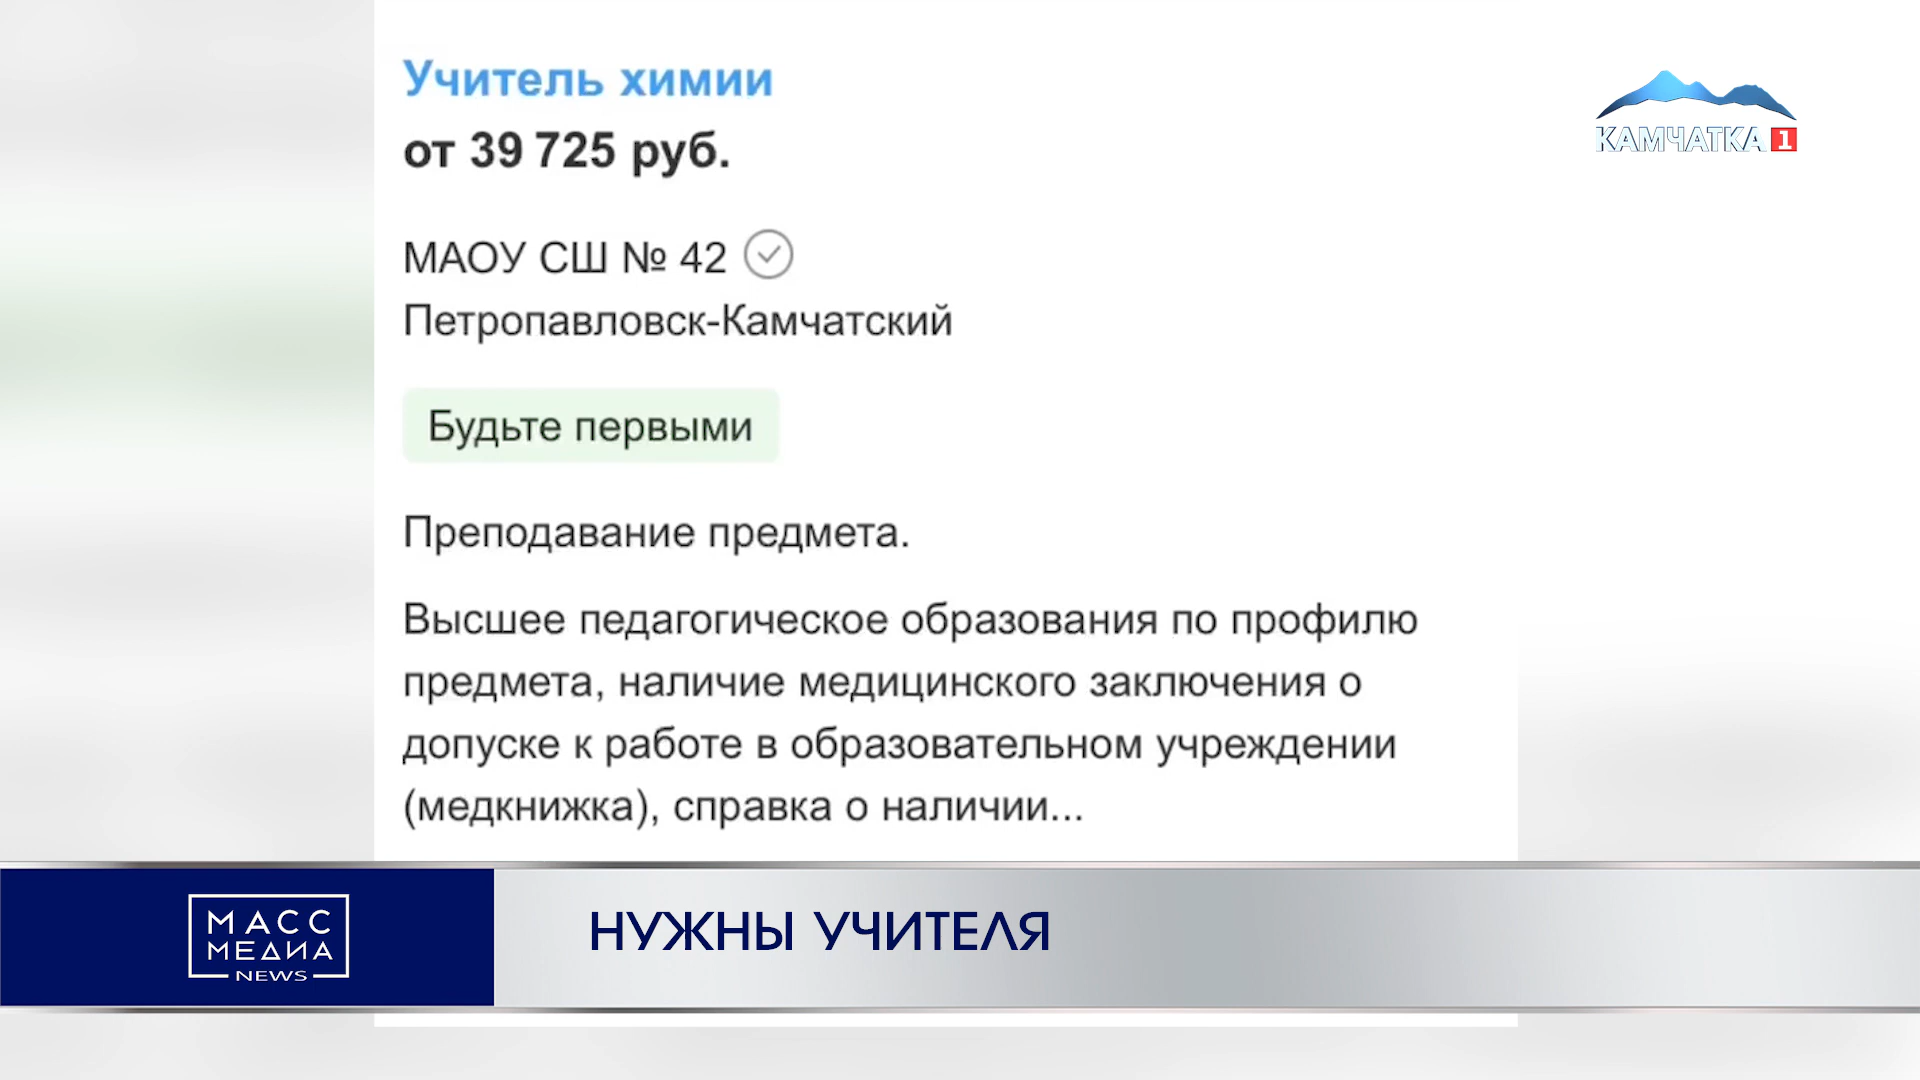 Учитель химии
от 39 725 руб.
КАМЧАТКА 1
МАОУ СШ № 42
Петропавловск-Камчатский
Будьте первыми
Преподавание предмета.
Высшее педагогическое образования по профилю
предмета, наличие медицинского заключения о
допуске к работе в образовательном учреждении
(медкнижка), справка о наличии...
МАСС
МЕДИА
NEWS
НУЖНЫ УЧИТЕЛЯ